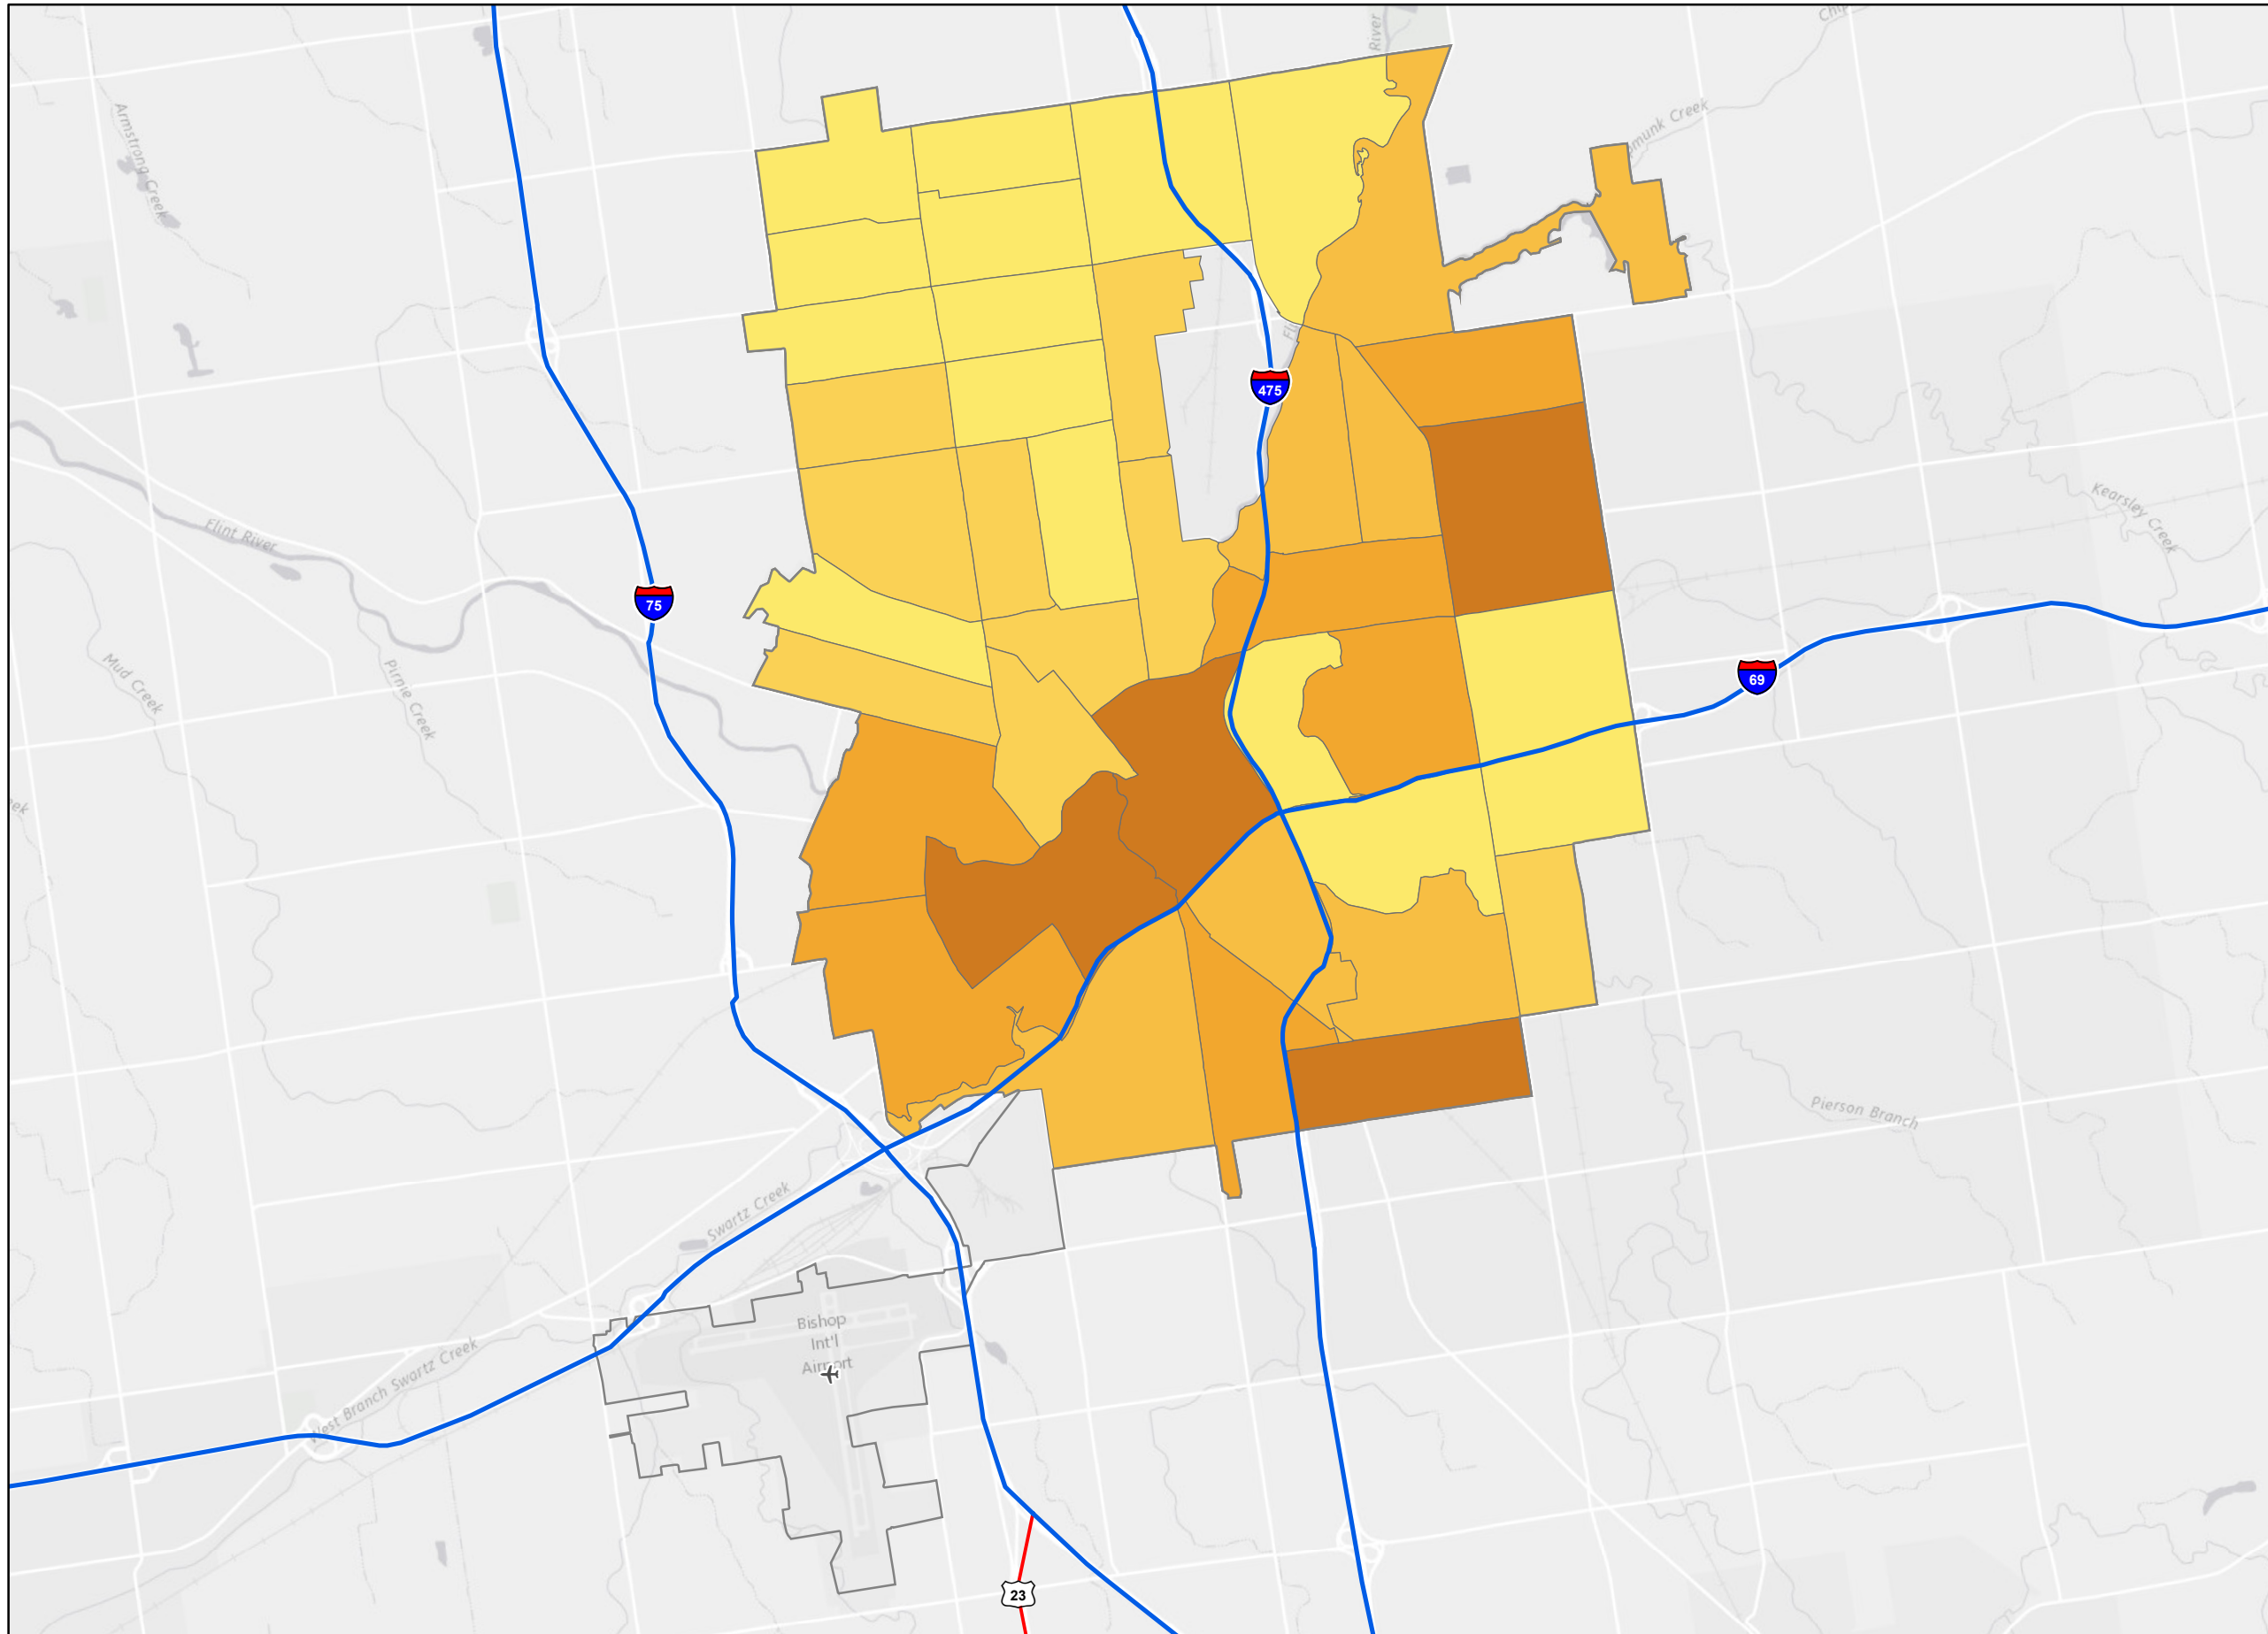 River
Armstrong Creek
Creek
475
Flint River
Kearsley Creek
75
69
Mud Creek
Pirnie Creek
Pierson Branch
Swartz Creek
Bishop
Int'l
Airport
West Branch Swartz Creek
23